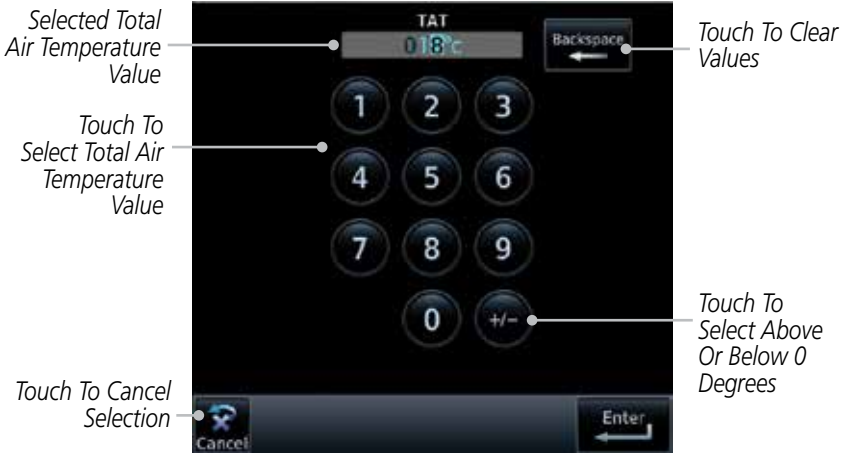 Selected Total
Air Temperature
Value
TAT
018°c
Backspace
Touch To Clear
Values
1 2 3
Touch To
Select Total Air
Temperature
Value
4 5 6
7 8 9
0 +/-
Touch To
Select Above
Or Below 0
Degrees
Touch To Cancel
Selection
Cancel
Enter